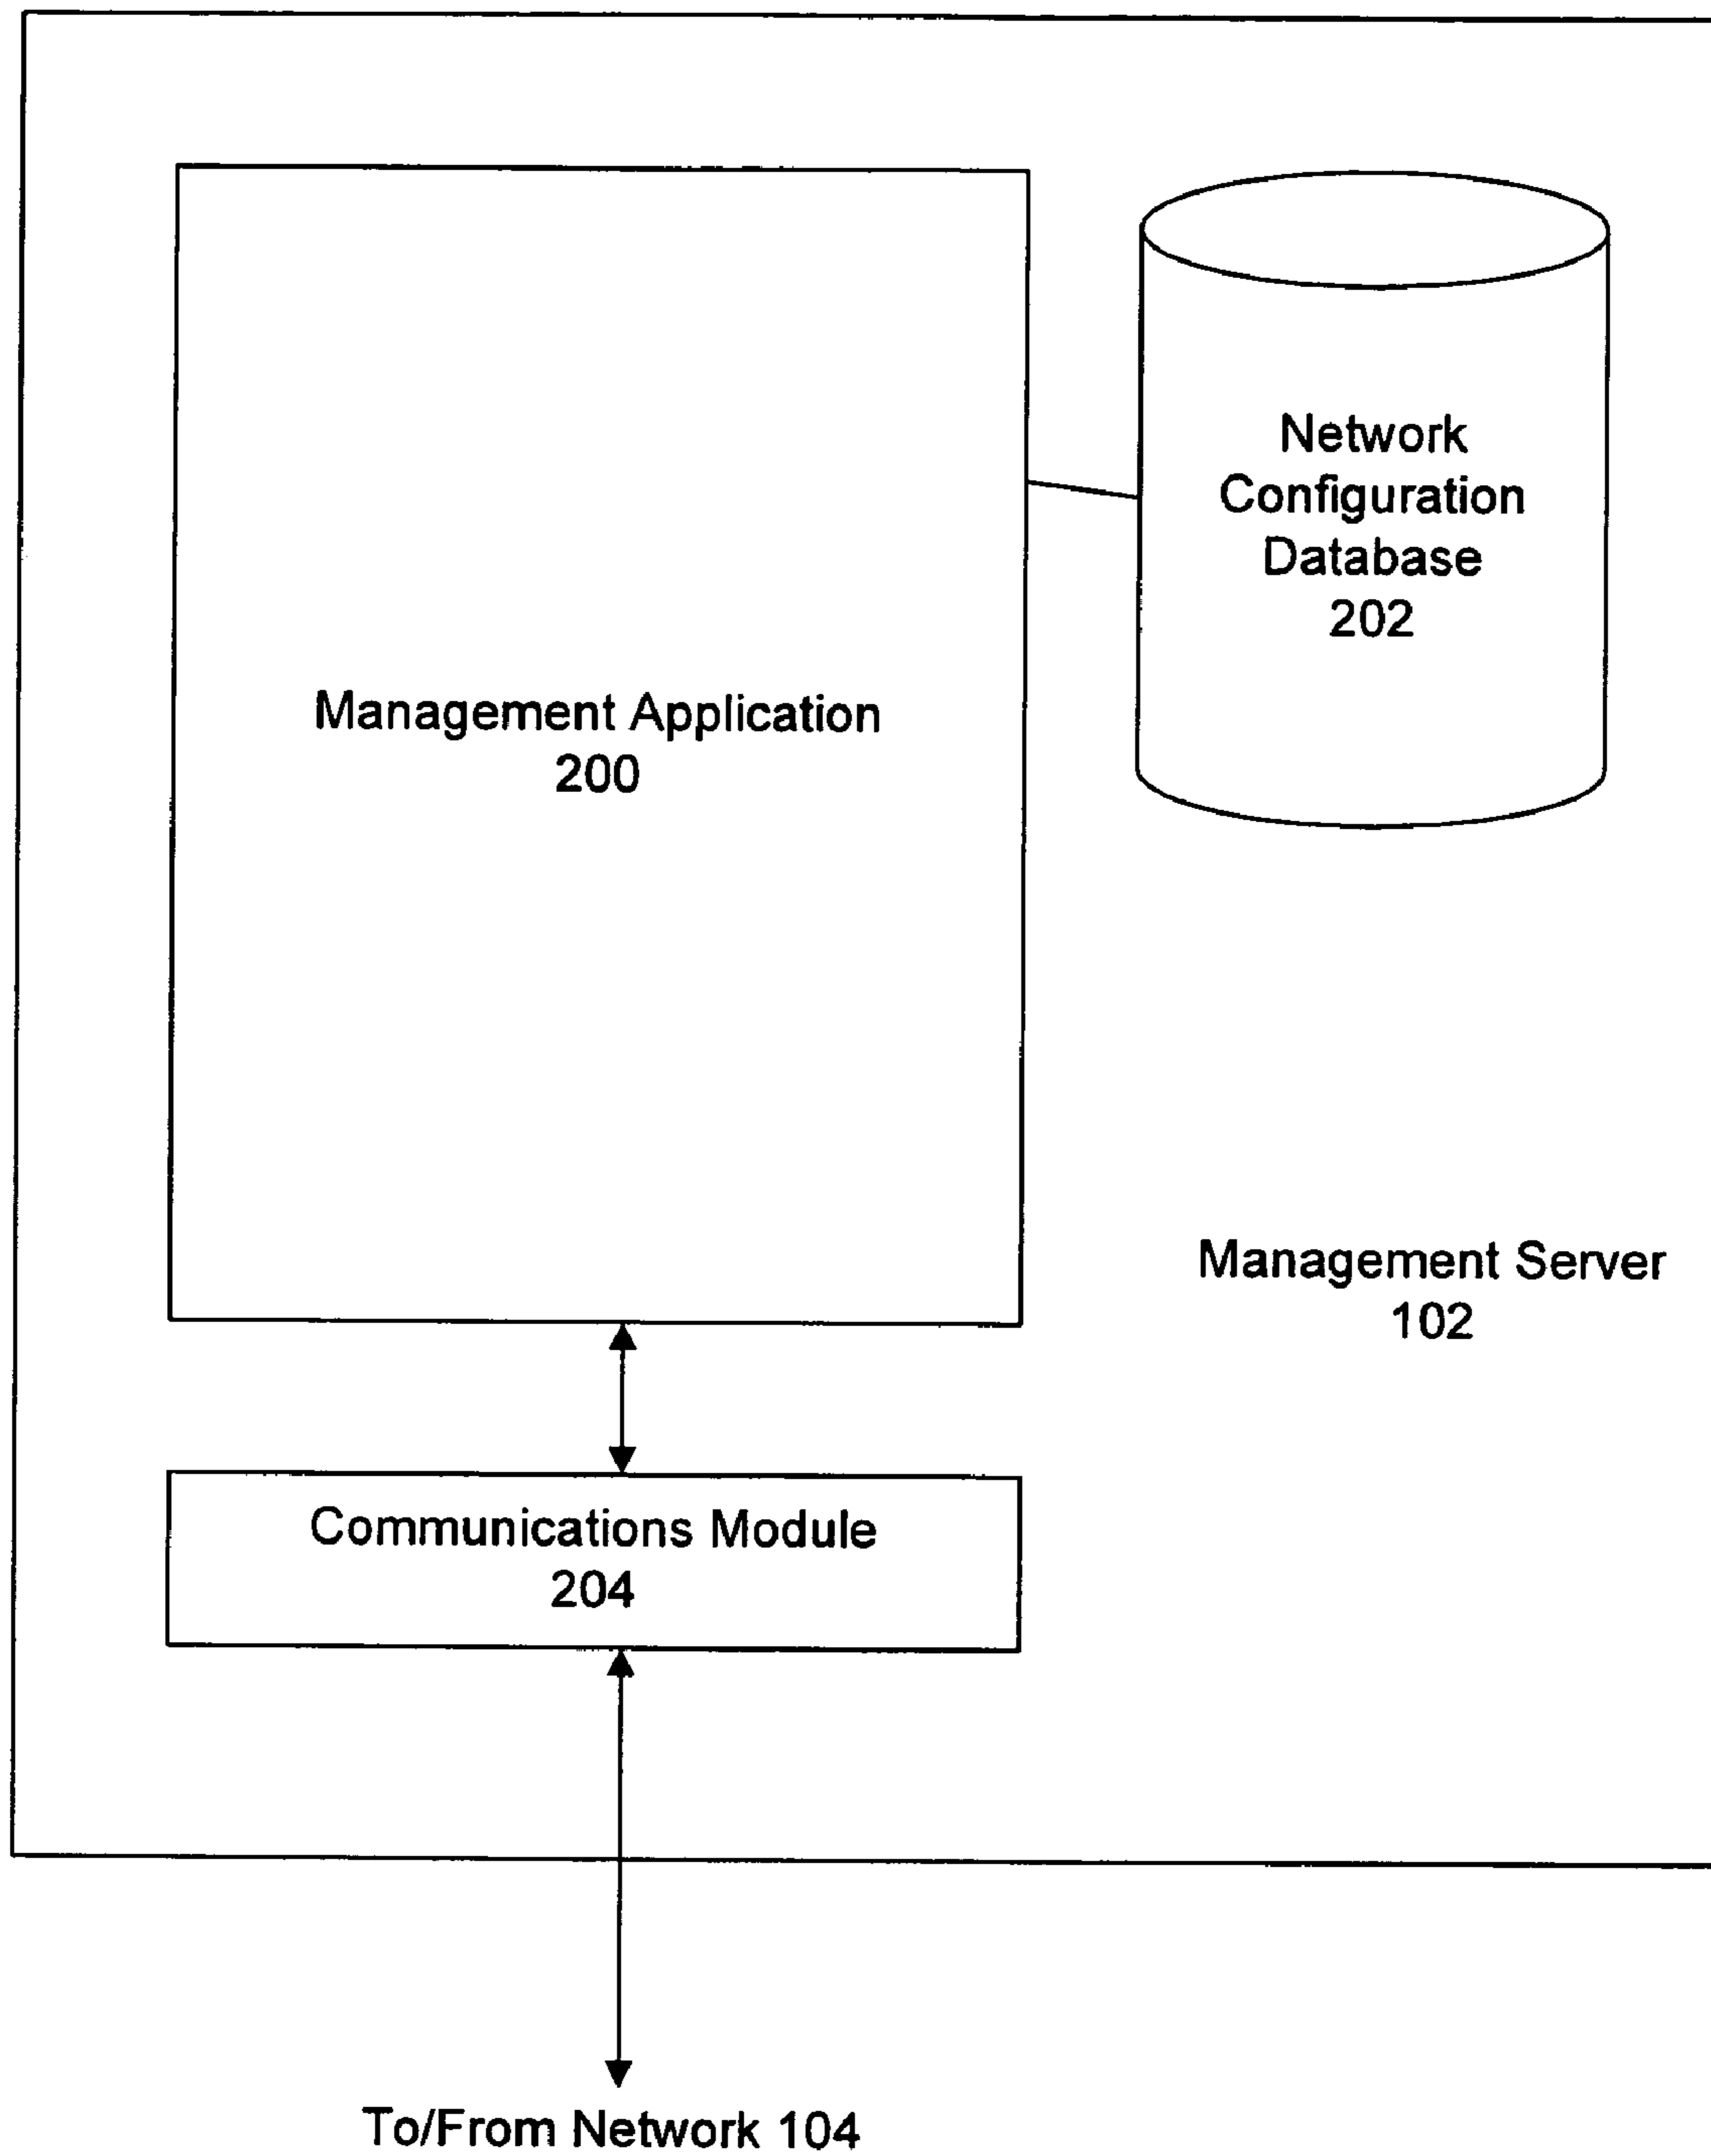 Network
Configuration
Database
202
Management Application
200
Management Server
102
Communications Module
204
To/From Network 104